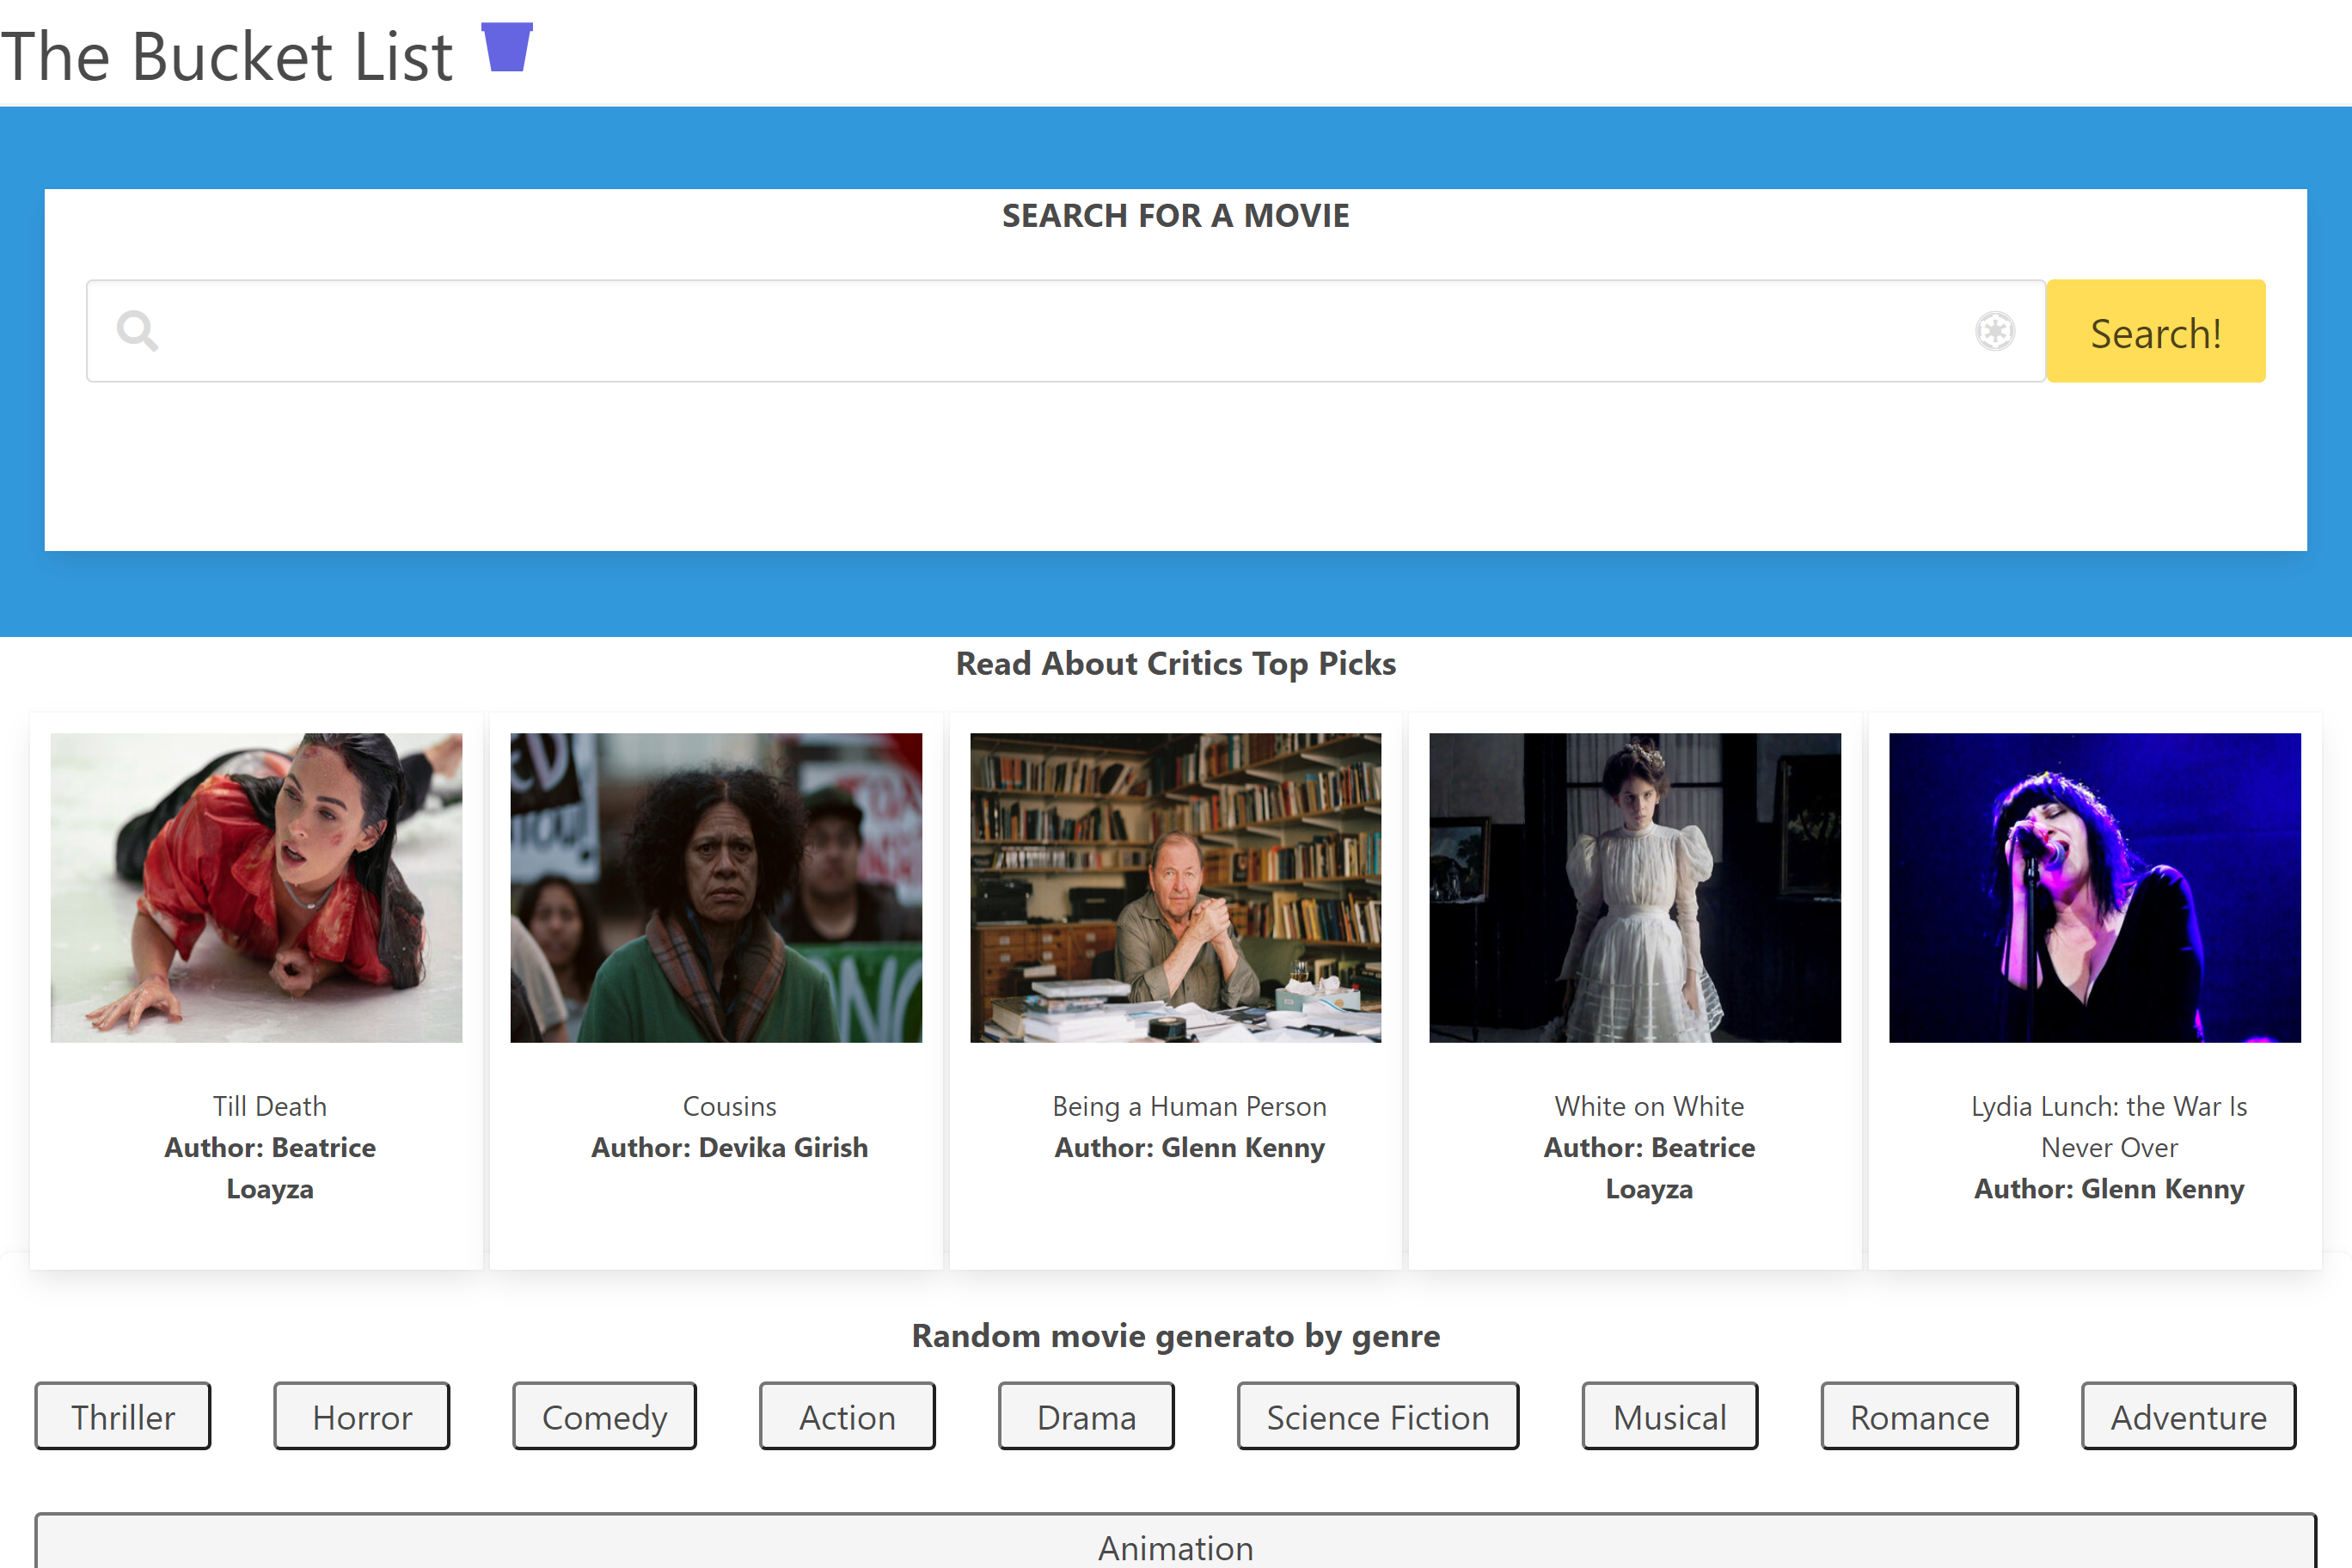 The Bucket List
SEARCH FOR A MOVIE
Search!
Read About Critics Top Picks
Till Death
Author: Beatrice
Loayza
Cousins
Author: Devika Girish
Being a Human Person
Author: Glenn Kenny
White on White
Author: Beatrice
Loayza
Lydia Lunch: the War Is
Never Over
Author: Glenn Kenny
Random movie generato by genre
Thriller
Horror
Comedy
Action
Drama
Science Fiction
Musical
Romance
Adventure
Animation